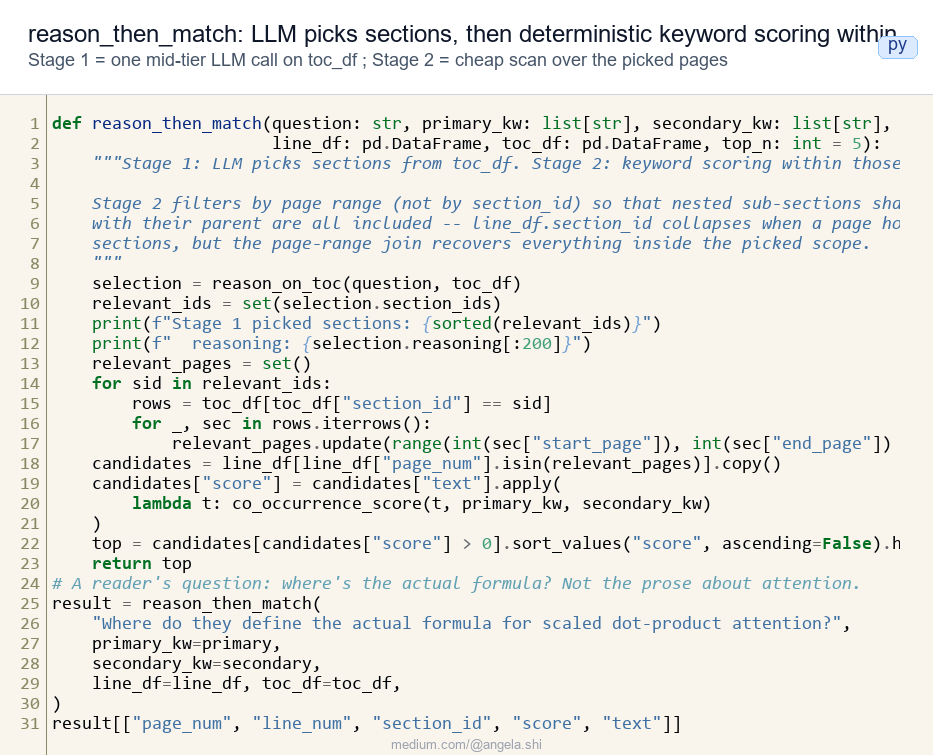 reason_then_match: LLM picks sections, then deterministic keyword scoring within
py
Stage 1 = one mid-tier LLM call on toc_df ; Stage 2 = cheap scan over the picked pages
1 def reason_then_match(question: str, primary_kw: list[str], secondary_kw: list[str],
2                       line_df: pd.DataFrame, toc_df: pd.DataFrame, top_n: int = 5):
3     """Stage 1: LLM picks sections from toc_df. Stage 2: keyword scoring within those
4
5     Stage 2 filters by page range (not by section_id) so that nested sub-sections sha
6     with their parent are all included -- line_df.section_id collapses when a page ho
7     sections, but the page-range join recovers everything inside the picked scope.
8     """
9     selection = reason_on_toc(question, toc_df)
10     relevant_ids = set(selection.section_ids)
11     print(f"Stage 1 picked sections: {sorted(relevant_ids)}")
12     print(f"  reasoning: {selection.reasoning[:200]}")
13     relevant_pages = set()
14     for sid in relevant_ids:
15         rows = toc_df[toc_df["section_id"] == sid]
16         for _, sec in rows.iterrows():
17             relevant_pages.update(range(int(sec["start_page"]), int(sec["end_page"])
18     candidates = line_df[line_df["page_num"].isin(relevant_pages)].copy()
19     candidates["score"] = candidates["text"].apply(
20         lambda t: co_occurrence_score(t, primary_kw, secondary_kw)
21     )
22     top = candidates[candidates["score"] > 0].sort_values("score", ascending=False).h
23     return top
24 # A reader's question: where's the actual formula? Not the prose about attention.
25 result = reason_then_match(
26     "Where do they define the actual formula for scaled dot-product attention?",
27     primary_kw=primary,
28     secondary_kw=secondary,
29     line_df=line_df, toc_df=toc_df,
30 )
31 result[["page_num", "line_num", "section_id", "score", "text"]]
medium.com/@angela.shi